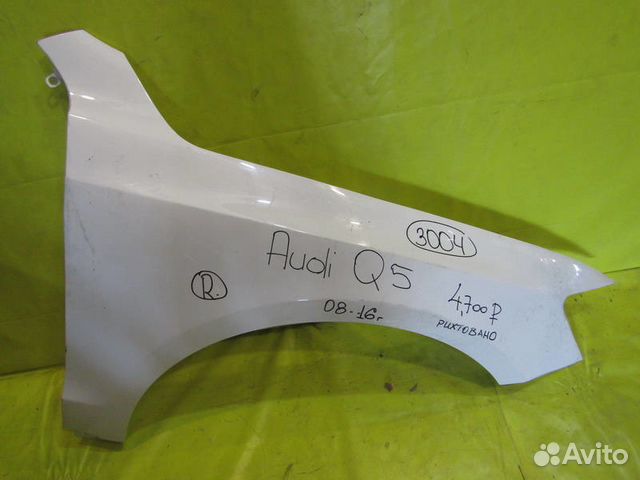 3004
Audi Q5
R.
4,700₽
08-16г
РИХТОВАНО
Avito